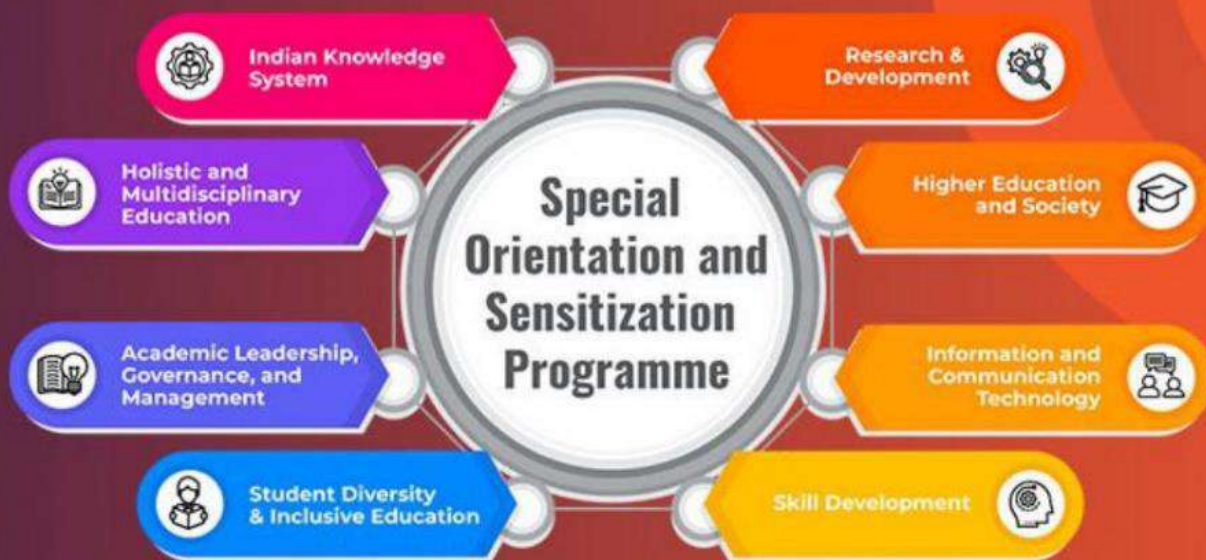 Indian Knowledge
System
Holistic and
Multidisciplinary
Education
Academic Leadership,
Governance, and
Management
Student Diversity
& Inclusive Education
Special
Orientation and
Sensitization
Programme
Research &
Development
Higher Education
and Society
Information and
Communication
Technology
Skill Development